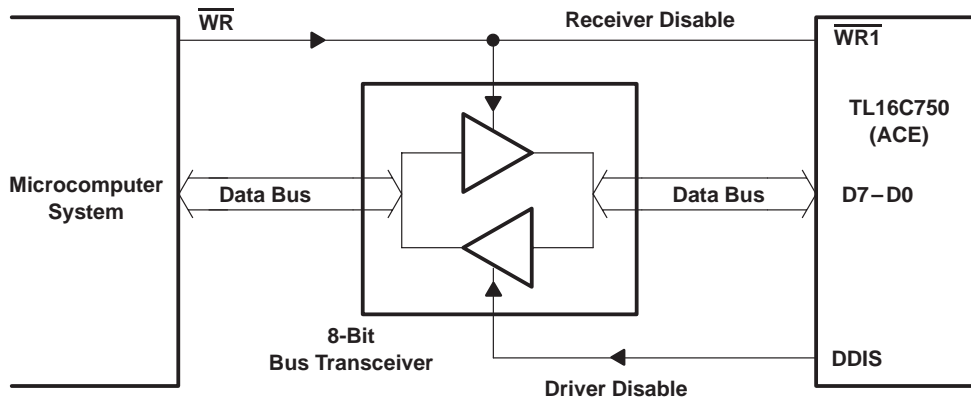 WR
Receiver Disable
WR1
TL16C750
(ACE)
Microcomputer
System
Data Bus
Data Bus
D7–D0
8-Bit
Bus Transceiver
DDIS
Driver Disable